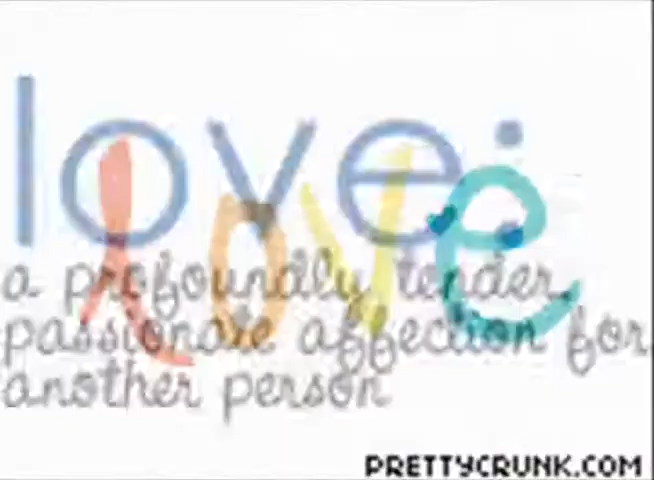 love:
love
a profoundly tender,
passionate affection for
another person
PRETTYCRUNK.COM